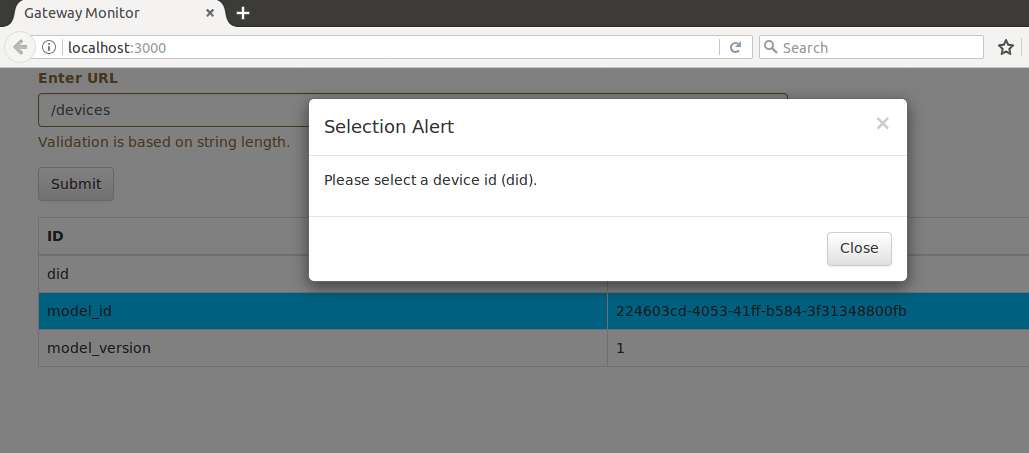 Gateway Monitor
localhost:3000
Search
Enter URL
/devices
Validation is based on string length.
Submit
Selection Alert
×
Please select a device id (did).
Close
ID
did
model_id 224603cd-4053-41ff-b584-3f31348800fb
model_version 1